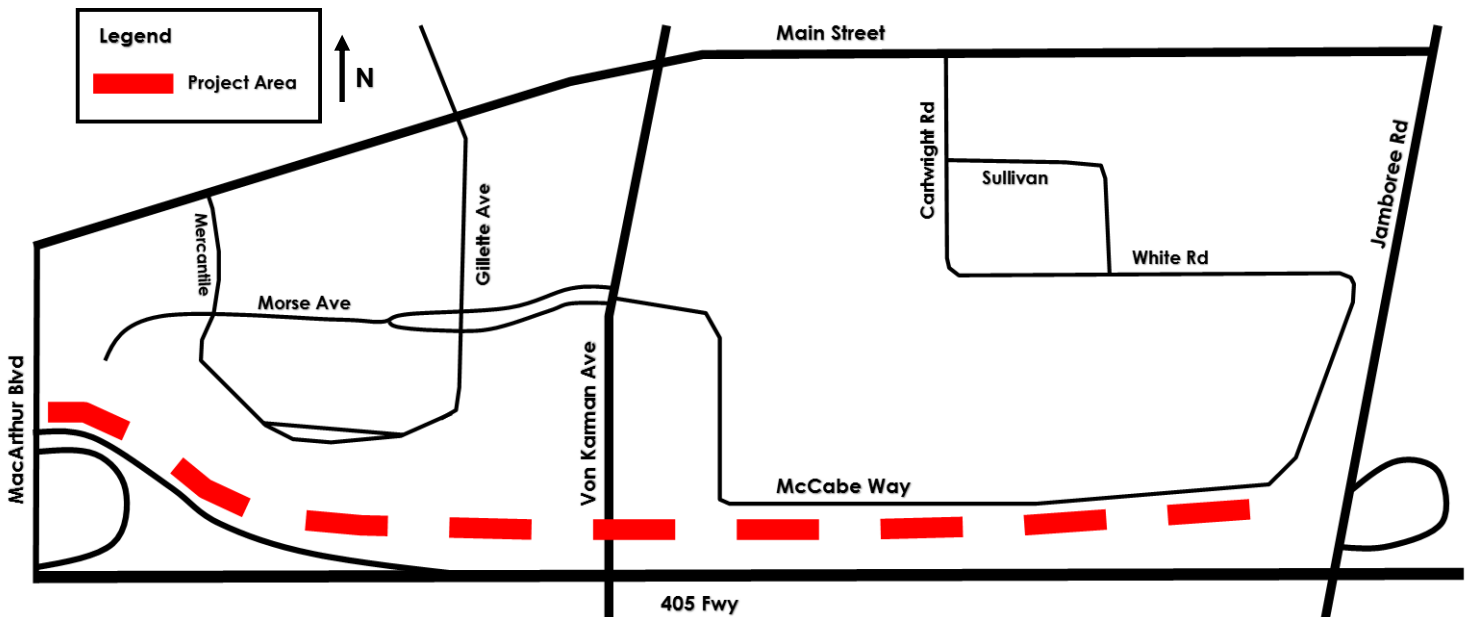 Legend
Project Area
N
Main Street
Cartwright Rd
Sullivan
Jamboree Rd
White Rd
Mercantile
Gillette Ave
Morse Ave
MacArthur Blvd
Von Kaman Ave
McCabe Way
405 Fwy